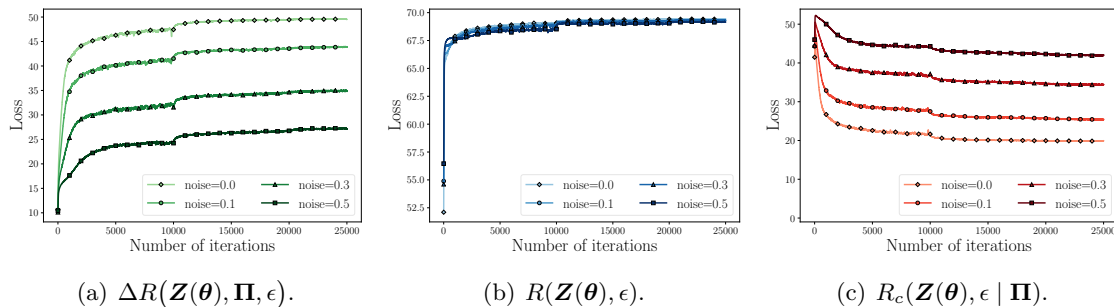 50
45
40
35
30
25
20
15
10
Loss
0 5000 10000 15000 20000 25000
Number of iterations
noise=0.0 noise=0.3
noise=0.1 noise=0.5
(a) ΔR(Z(θ), Π, ϵ).
70.0
67.5
65.0
62.5
60.0
57.5
55.0
52.5
Loss
0 5000 10000 15000 20000 25000
Number of iterations
noise=0.0 noise=0.3
noise=0.1 noise=0.5
(b) R(Z(θ), ϵ).
50
40
30
20
10
0
Loss
0 5000 10000 15000 20000 25000
Number of iterations
noise=0.0 noise=0.3
noise=0.1 noise=0.5
(c) R_c(Z(θ), ϵ | Π).